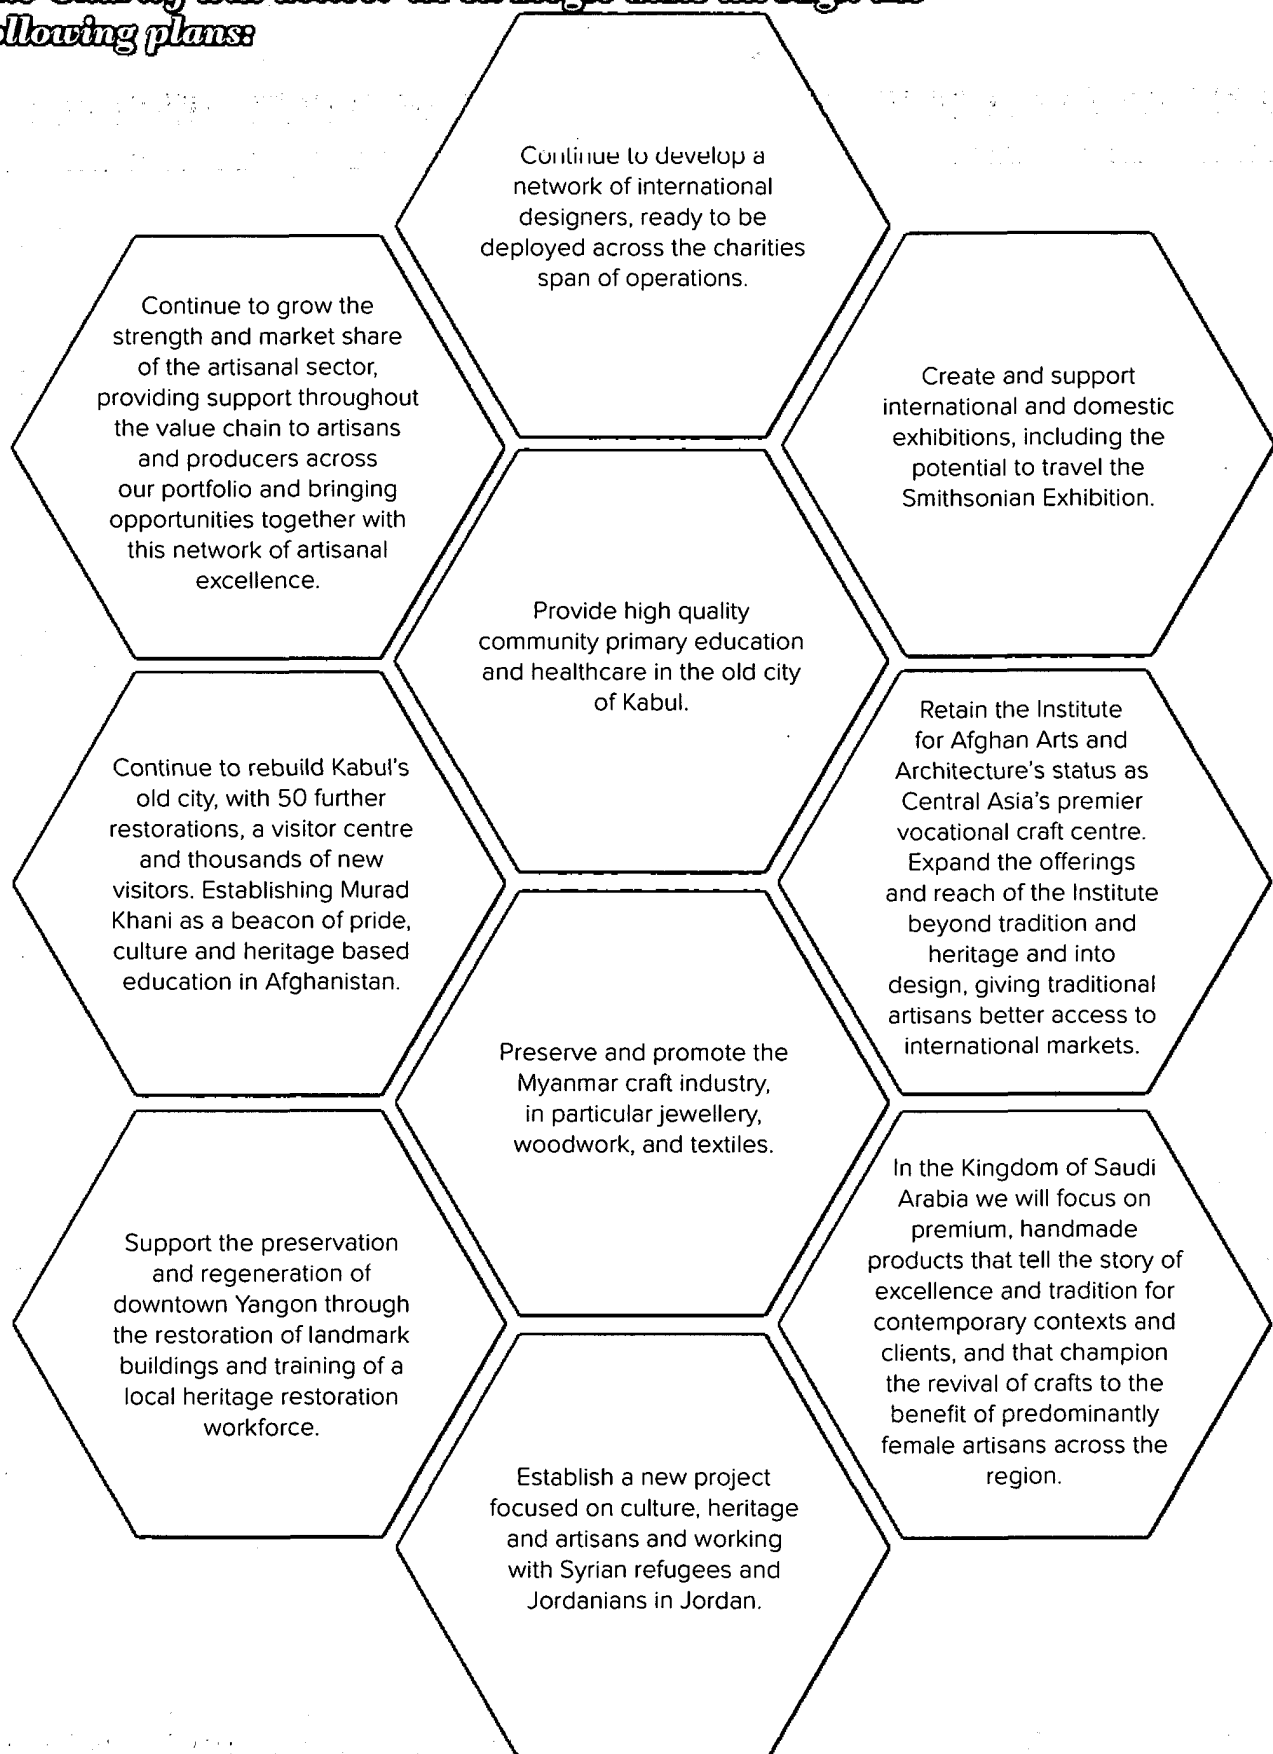 ollowing plans:
Continue to develop a
network of international
designers, ready to be
deployed across the charities
span of operations.
Continue to grow the
strength and market share
of the artisanal sector,
providing support throughout
the value chain to artisans
and producers across
our portfolio and bringing
opportunities together with
this network of artisanal
excellence.
Create and support
international and domestic
exhibitions, including the
potential to travel the
Smithsonian Exhibition.
Provide high quality
community primary education
and healthcare in the old city
of Kabul.
Continue to rebuild Kabul's
old city, with 50 further
restorations, a visitor centre
and thousands of new
visitors. Establishing Murad
Khani as a beacon of pride,
culture and heritage based
education in Afghanistan.
Retain the Institute
for Afghan Arts and
Architecture's status as
Central Asia's premier
vocational craft centre.
Expand the offerings
and reach of the Institute
beyond tradition and
heritage and into
design, giving traditional
artisans better access to
international markets.
Preserve and promote the
Myanmar craft industry,
in particular jewellery,
woodwork, and textiles.
Support the preservation
and regeneration of
downtown Yangon through
the restoration of landmark
buildings and training of a
local heritage restoration
workforce.
In the Kingdom of Saudi
Arabia we will focus on
premium, handmade
products that tell the story of
excellence and tradition for
contemporary contexts and
clients, and that champion
the revival of crafts to the
benefit of predominantly
female artisans across the
region.
Establish a new project
focused on culture, heritage
and artisans and working
with Syrian refugees and
Jordanians in Jordan.